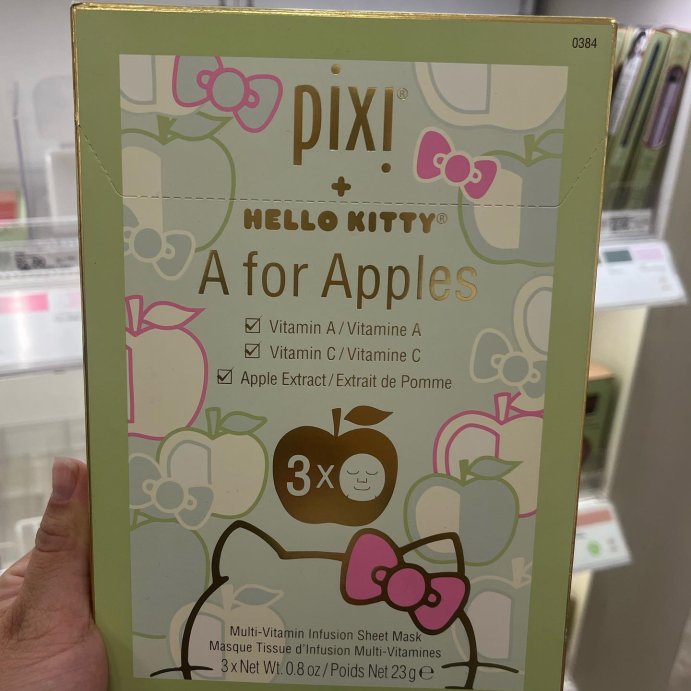 0384
pixi®
+
HELLO KITTY®
A for Apples
☑ Vitamin A / Vitamine A
☑ Vitamin C / Vitamine C
☑ Apple Extract / Extrait de Pomme
3x
Multi-Vitamin Infusion Sheet Mask
Masque Tissue d'Infusion Multi-Vitamines
3 x Net Wt. 0.8 oz / Poids Net 23 g ℮